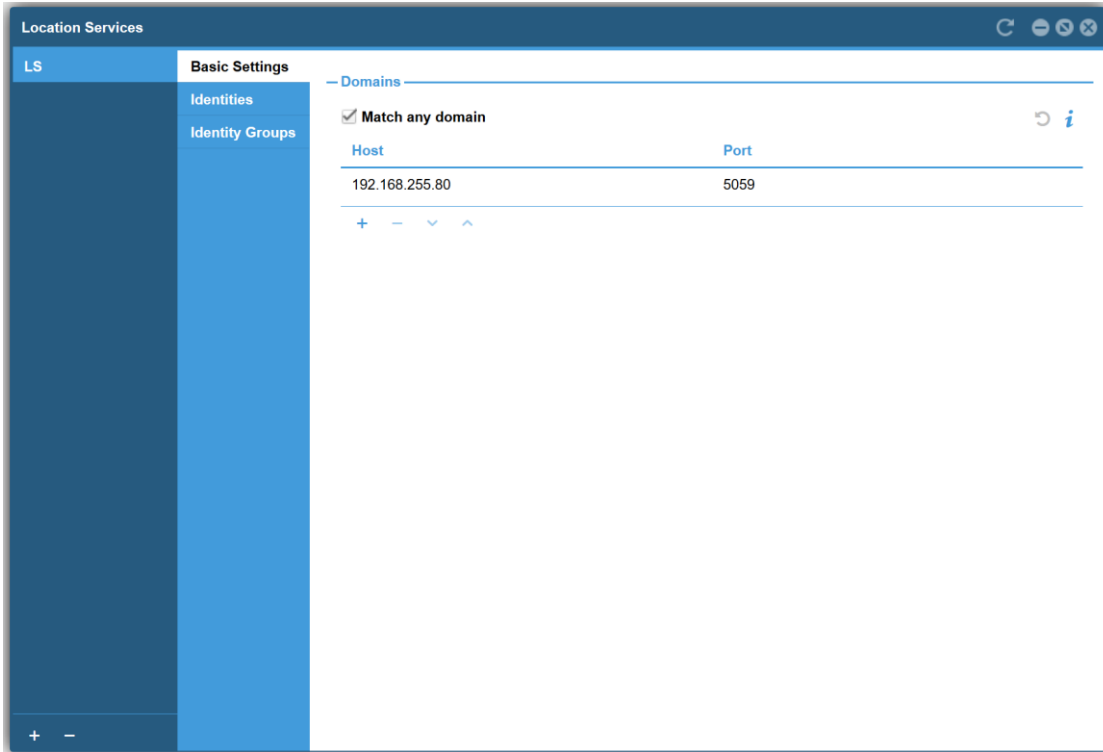 Location Services
LS
Basic Settings
Identities
Identity Groups
Domains
Match any domain
i
Host Port
192.168.255.80 5059
+ −
+ −